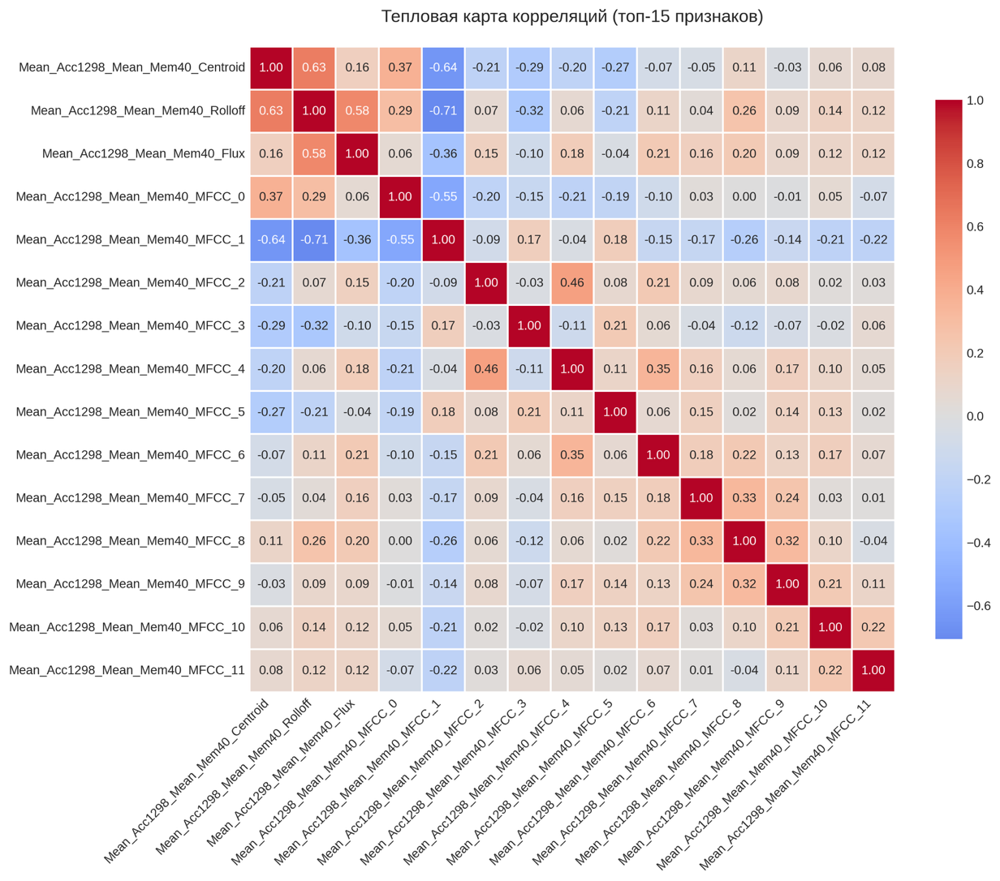 Тепловая карта корреляций (топ-15 признаков)
Mean_Acc1298_Mean_Mem40_Centroid 1.00 0.63 0.16 0.37 -0.64 -0.21 -0.29 -0.20 -0.27 -0.07 -0.05 0.11 -0.03 0.06 0.08
Mean_Acc1298_Mean_Mem40_Rolloff 0.63 1.00 0.58 0.29 -0.71 0.07 -0.32 0.06 -0.21 0.11 0.04 0.26 0.09 0.14 0.12
Mean_Acc1298_Mean_Mem40_Flux 0.16 0.58 1.00 0.06 -0.36 0.15 -0.10 0.18 -0.04 0.21 0.16 0.20 0.09 0.12 0.12
Mean_Acc1298_Mean_Mem40_MFCC_0 0.37 0.29 0.06 1.00 -0.55 -0.20 -0.15 -0.21 -0.19 -0.10 0.03 0.00 -0.01 0.05 -0.07
Mean_Acc1298_Mean_Mem40_MFCC_1 -0.64 -0.71 -0.36 -0.55 1.00 -0.09 0.17 -0.04 0.18 -0.15 -0.17 -0.26 -0.14 -0.21 -0.22
Mean_Acc1298_Mean_Mem40_MFCC_2 -0.21 0.07 0.15 -0.20 -0.09 1.00 -0.03 0.46 0.08 0.21 0.09 0.06 0.08 0.02 0.03
Mean_Acc1298_Mean_Mem40_MFCC_3 -0.29 -0.32 -0.10 -0.15 0.17 -0.03 1.00 -0.11 0.21 0.06 -0.04 -0.12 -0.07 -0.02 0.06
Mean_Acc1298_Mean_Mem40_MFCC_4 -0.20 0.06 0.18 -0.21 -0.04 0.46 -0.11 1.00 0.11 0.35 0.16 0.06 0.17 0.10 0.05
Mean_Acc1298_Mean_Mem40_MFCC_5 -0.27 -0.21 -0.04 -0.19 0.18 0.08 0.21 0.11 1.00 0.06 0.15 0.02 0.14 0.13 0.02
Mean_Acc1298_Mean_Mem40_MFCC_6 -0.07 0.11 0.21 -0.10 -0.15 0.21 0.06 0.35 0.06 1.00 0.18 0.22 0.13 0.17 0.07
Mean_Acc1298_Mean_Mem40_MFCC_7 -0.05 0.04 0.16 0.03 -0.17 0.09 -0.04 0.16 0.15 0.18 1.00 0.33 0.24 0.03 0.01
Mean_Acc1298_Mean_Mem40_MFCC_8 0.11 0.26 0.20 0.00 -0.26 0.06 -0.12 0.06 0.02 0.22 0.33 1.00 0.32 0.10 -0.04
Mean_Acc1298_Mean_Mem40_MFCC_9 -0.03 0.09 0.09 -0.01 -0.14 0.08 -0.07 0.17 0.14 0.13 0.24 0.32 1.00 0.21 0.11
Mean_Acc1298_Mean_Mem40_MFCC_10 0.06 0.14 0.12 0.05 -0.21 0.02 -0.02 0.10 0.13 0.17 0.03 0.10 0.21 1.00 0.22
Mean_Acc1298_Mean_Mem40_MFCC_11 0.08 0.12 0.12 -0.07 -0.22 0.03 0.06 0.05 0.02 0.07 0.01 -0.04 0.11 0.22 1.00
Mean_Acc1298_Mean_Mem40_Centroid
Mean_Acc1298_Mean_Mem40_Rolloff
Mean_Acc1298_Mean_Mem40_Flux
Mean_Acc1298_Mean_Mem40_MFCC_0
Mean_Acc1298_Mean_Mem40_MFCC_1
Mean_Acc1298_Mean_Mem40_MFCC_2
Mean_Acc1298_Mean_Mem40_MFCC_3
Mean_Acc1298_Mean_Mem40_MFCC_4
Mean_Acc1298_Mean_Mem40_MFCC_5
Mean_Acc1298_Mean_Mem40_MFCC_6
Mean_Acc1298_Mean_Mem40_MFCC_7
Mean_Acc1298_Mean_Mem40_MFCC_8
Mean_Acc1298_Mean_Mem40_MFCC_9
Mean_Acc1298_Mean_Mem40_MFCC_10
Mean_Acc1298_Mean_Mem40_MFCC_11
1.0
0.8
0.6
0.4
0.2
0.0
−0.2
−0.4
−0.6